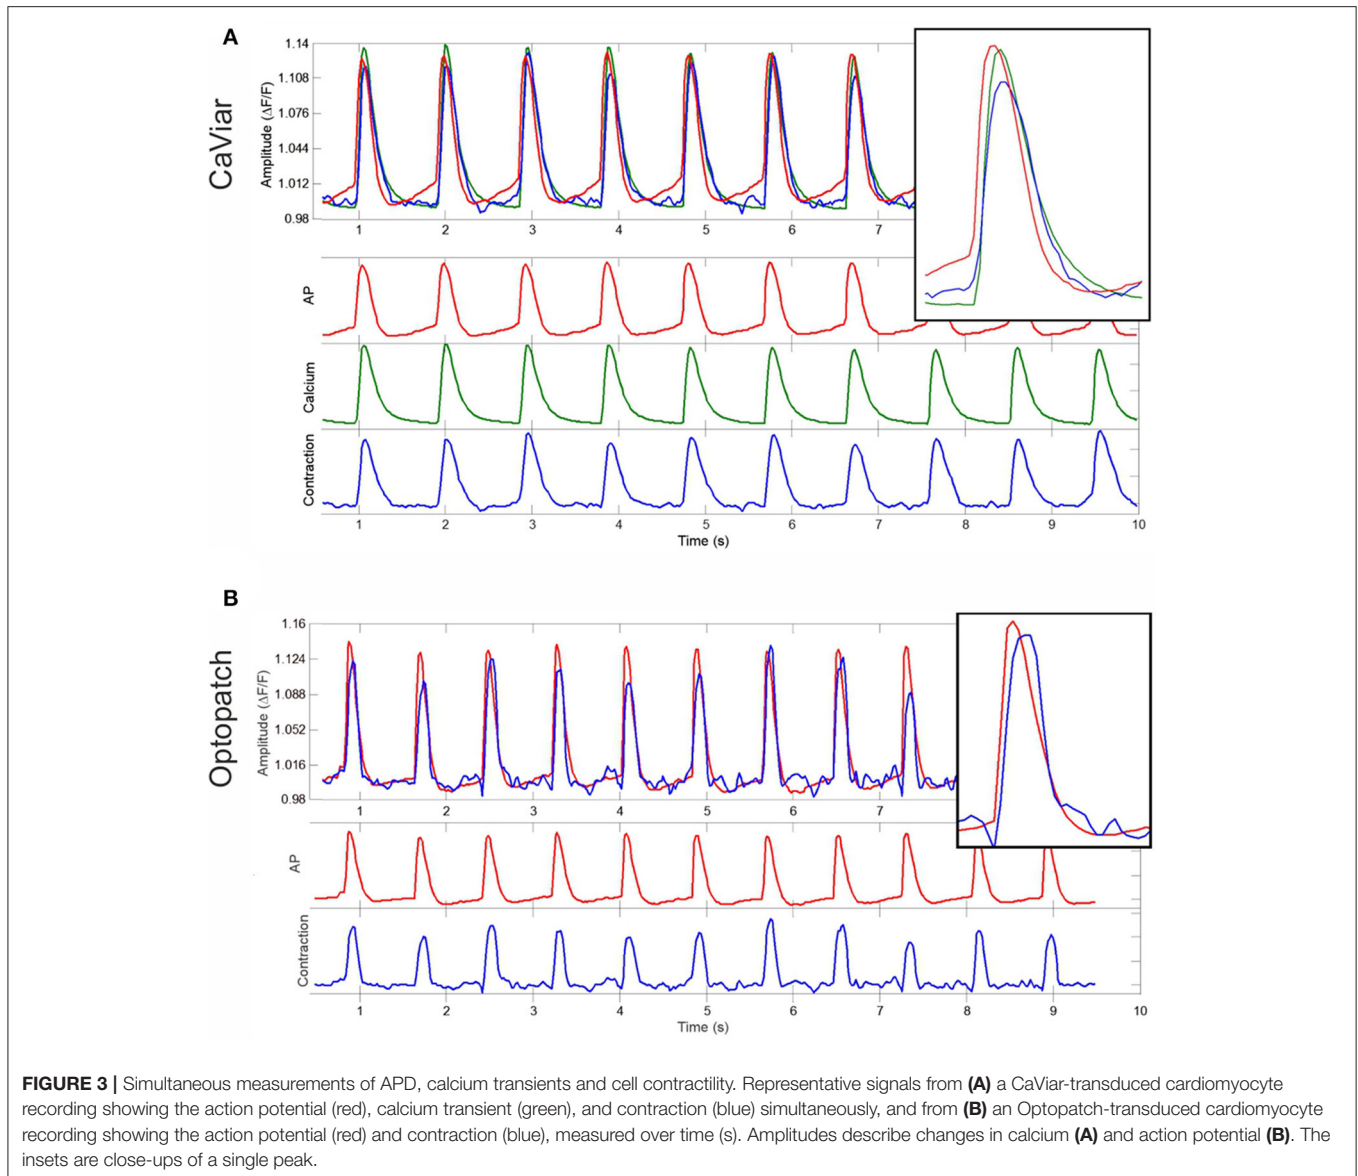 A
CaViar
Amplitude (ΔF/F)
1.14
1.108
1.076
1.044
1.012
0.98
1 2 3 4 5 6 7
AP
Calcium
Contraction
1 2 3 4 5 6 7 8 9 10
Time (s)
B
Optopatch
Amplitude (ΔF/F)
1.16
1.124
1.088
1.052
1.016
0.98
1 2 3 4 5 6 7
AP
Contraction
1 2 3 4 5 6 7 8 9 10
Time (s)
FIGURE 3 | Simultaneous measurements of APD, calcium transients and cell contractility. Representative signals from (A) a CaViar-transduced cardiomyocyte
recording showing the action potential (red), calcium transient (green), and contraction (blue) simultaneously, and from (B) an Optopatch-transduced cardiomyocyte
recording showing the action potential (red) and contraction (blue), measured over time (s). Amplitudes describe changes in calcium (A) and action potential (B). The
insets are close-ups of a single peak.